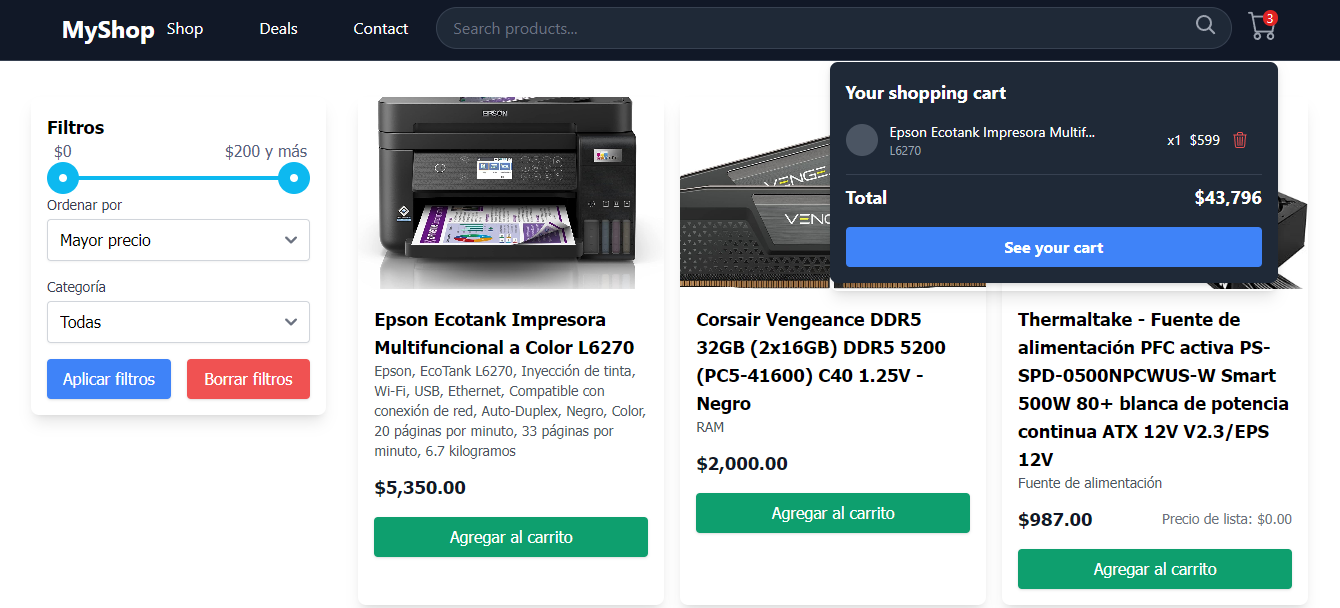 MyShop Shop Deals Contact Search products... 3
Your shopping cart
Epson Ecotank Impresora Multif...
L6270
x1 $599
Total $43,796
See your cart
Filtros
$0 $200 y más
Ordenar por
Mayor precio
Categoría
Todas
Aplicar filtros Borrar filtros
EPSON
Epson Ecotank Impresora
Multifuncional a Color L6270
Epson, EcoTank L6270, Inyección de tinta,
Wi-Fi, USB, Ethernet, Compatible con
conexión de red, Auto-Duplex, Negro, Color,
20 páginas por minuto, 33 páginas por
minuto, 6.7 kilogramos
$5,350.00
Agregar al carrito
Corsair Vengeance DDR5
32GB (2x16GB) DDR5 5200
(PC5-41600) C40 1.25V -
Negro
RAM
$2,000.00
Agregar al carrito
Thermaltake - Fuente de
alimentación PFC activa PS-
SPD-0500NPCWUS-W Smart
500W 80+ blanca de potencia
continua ATX 12V V2.3/EPS
12V
Fuente de alimentación
$987.00 Precio de lista: $0.00
Agregar al carrito